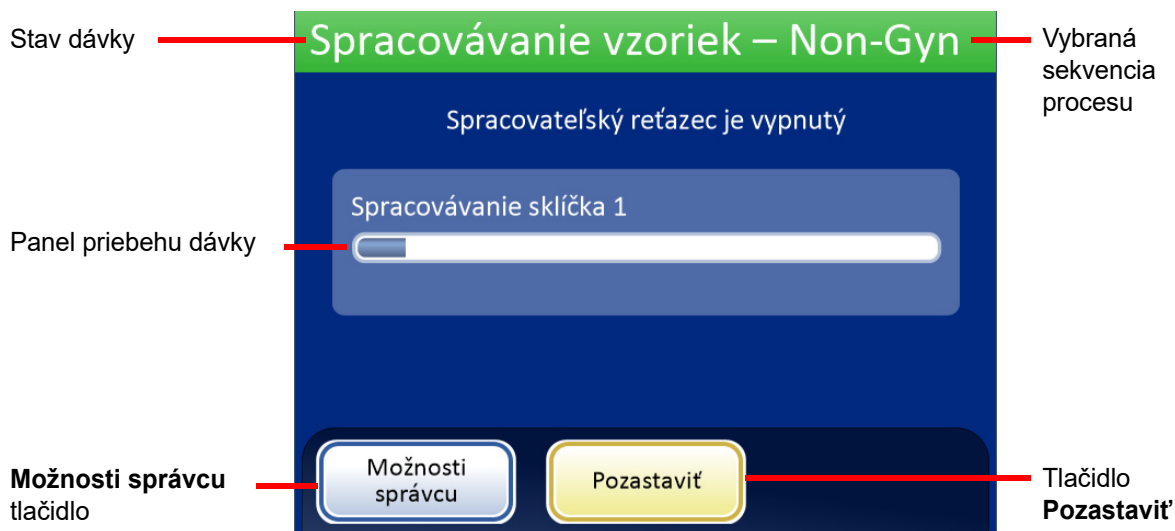 Stav dávky
Spracovávanie vzoriek – Non-Gyn
Vybraná
sekvencia
procesu
Spracovateľský reťazec je vypnutý
Spracovávanie sklíčka 1
Panel priebehu dávky
Možnosti správcu
tlačidlo
Možnosti
správcu
Pozastaviť
Tlačidlo
Pozastaviť